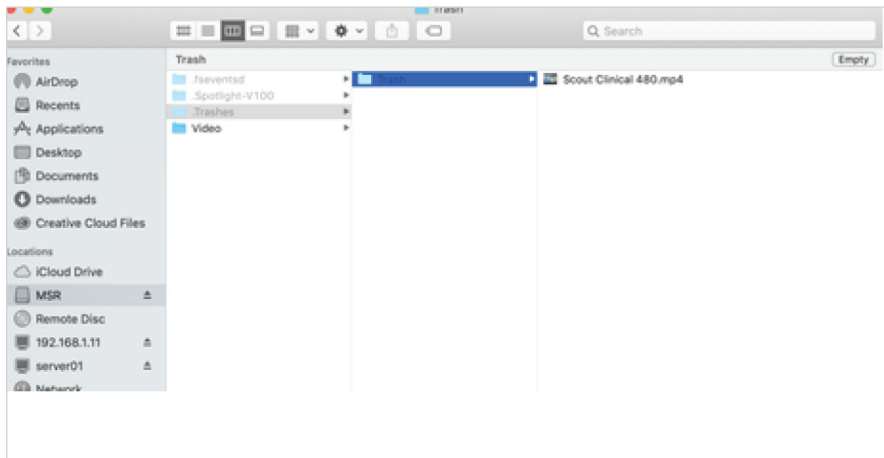 Trash
Search
Favorites
AirDrop
Recents
Applications
Desktop
Documents
Downloads
Creative Cloud Files
Locations
iCloud Drive
MSR
Remote Disc
192.168.1.11
server01
Network
Trash
Empty
.fseventsd
.Spotlight-V100
.Trashes
Video
.Trash
Scout Clinical 480.mp4